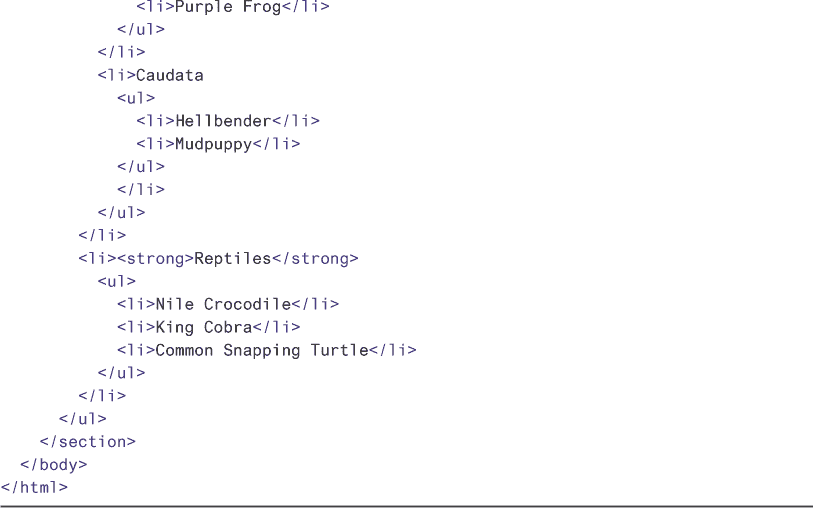 <li>Purple Frog</li>
            </ul>
          </li>
          <li>Caudata
            <ul>
              <li>Hellbender</li>
              <li>Mudpuppy</li>
            </ul>
            </li>
          </ul>
        </li>
        <li><strong>Reptiles</strong>
          <ul>
            <li>Nile Crocodile</li>
            <li>King Cobra</li>
            <li>Common Snapping Turtle</li>
          </ul>
        </li>
      </ul>
    </section>
  </body>
</html>